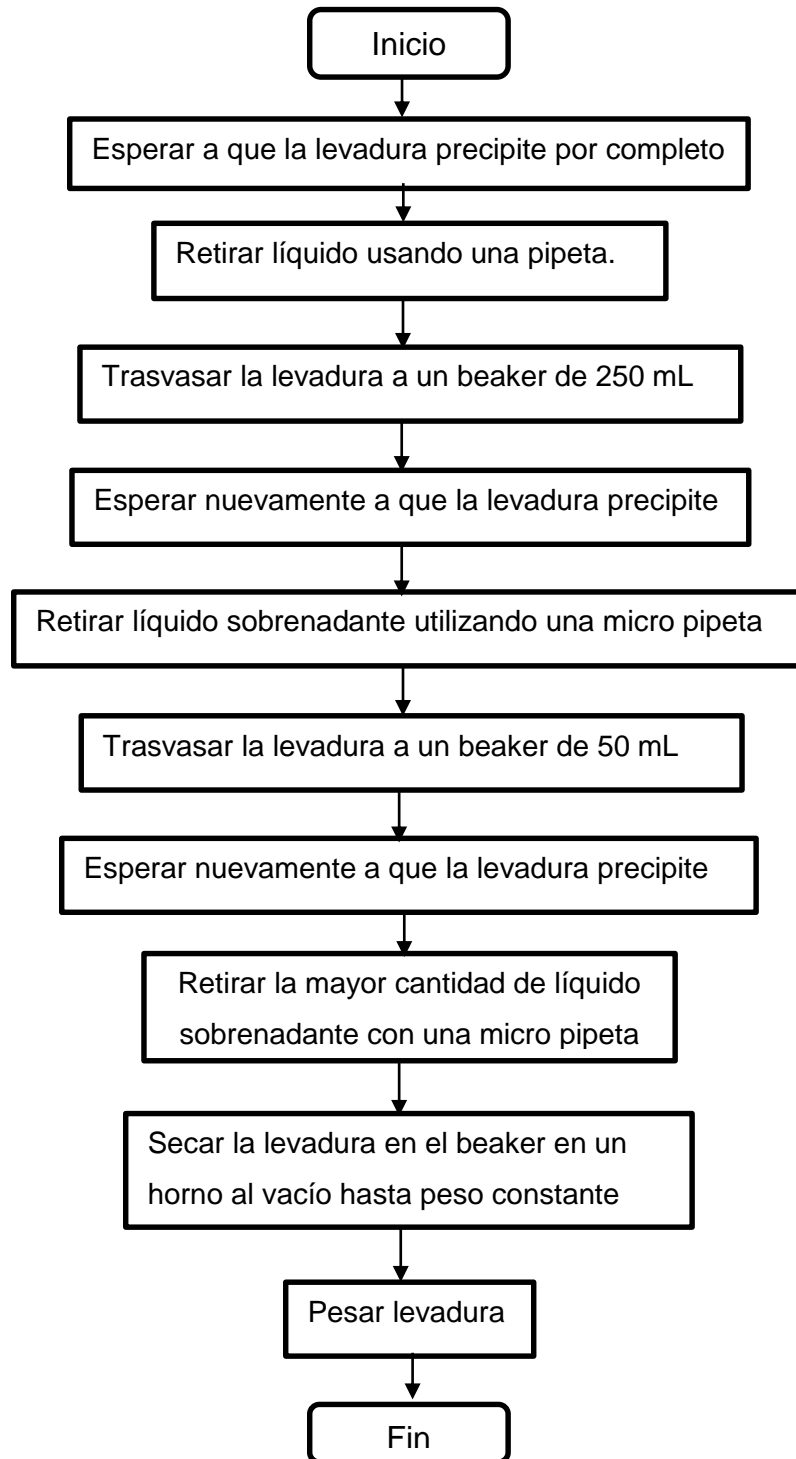 Inicio
Esperar a que la levadura precipite por completo
Retirar líquido usando una pipeta.
Trasvasar la levadura a un beaker de 250 mL
Esperar nuevamente a que la levadura precipite
Retirar líquido sobrenadante utilizando una micro pipeta
Trasvasar la levadura a un beaker de 50 mL
Esperar nuevamente a que la levadura precipite
Retirar la mayor cantidad de líquido
sobrenadante con una micro pipeta
Secar la levadura en el beaker en un
horno al vacío hasta peso constante
Pesar levadura
Fin